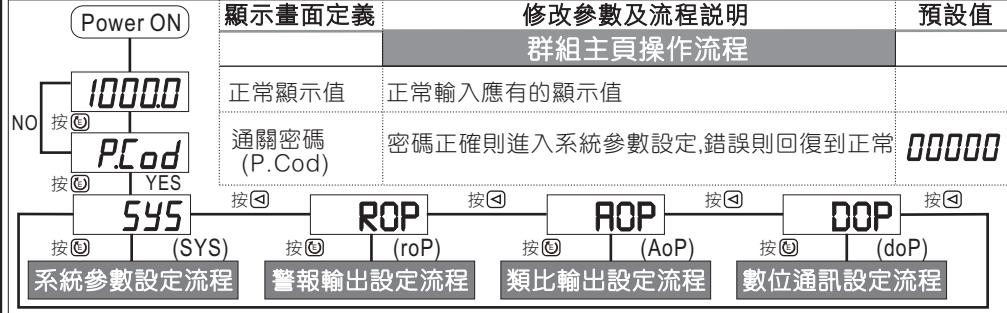 Power ON
顯示畫面定義 修改參數及流程説明 預設值
群組主頁操作流程
1000.0
正常顯示值 正常輸入應有的顯示值
NO 按
通關密碼
(P.Cod)
密碼正確則進入系統參數設定,錯誤則回復到正常 00000
P.Cod
按 YES
SYS 按 ROP 按 AOP 按 DOP 按
按 (SYS) 按 (roP) 按 (AoP) 按 (doP)
系統參數設定流程 警報輸出設定流程 類比輸出設定流程 數位通訊設定流程